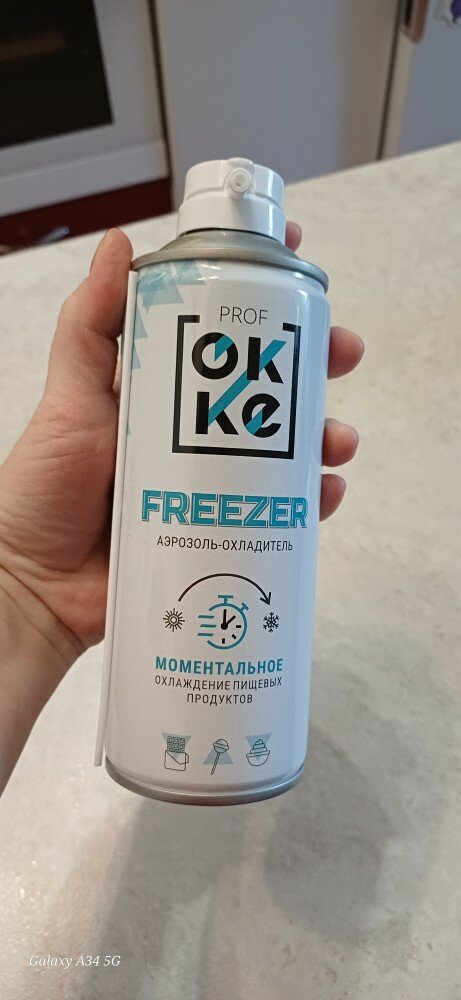 PROF
OK
Ke
FREEZER
АЭРОЗОЛЬ-ОХЛАДИТЕЛЬ
МОМЕНТАЛЬНОЕ
ОХЛАЖДЕНИЕ ПИЩЕВЫХ
ПРОДУКТОВ
Galaxy A34 5G